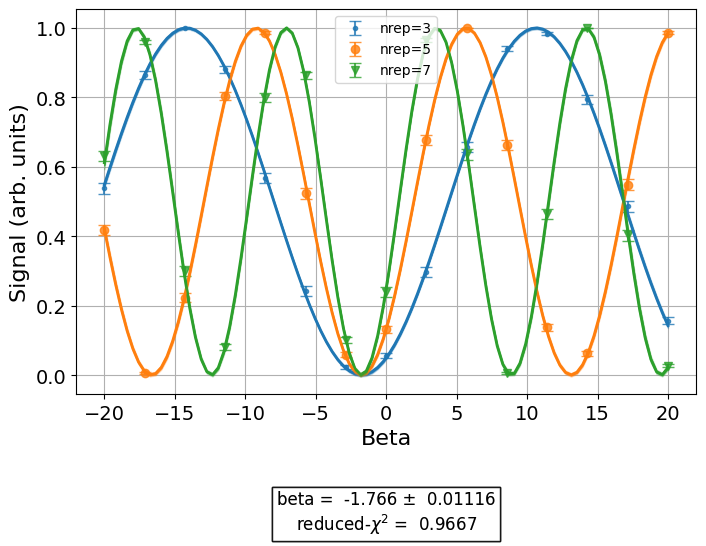 nrep=3
nrep=5
nrep=7
1.0
0.8
0.6
0.4
0.2
0.0
Signal (arb. units)
−20 −15 −10 −5 0 5 10 15 20
Beta
beta = -1.766 ± 0.01116
reduced-χ² = 0.9667